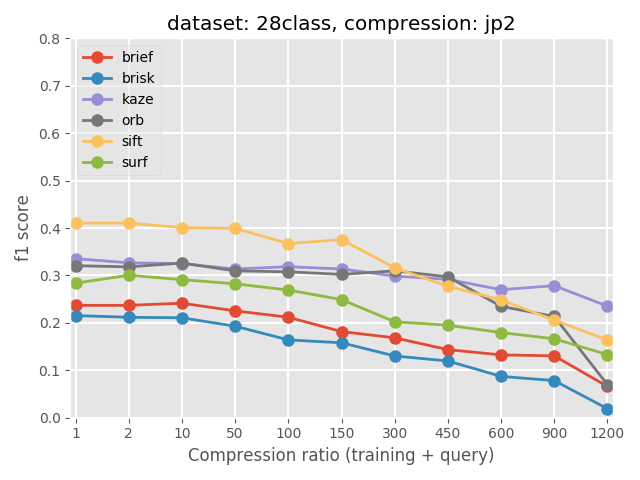 dataset: 28class, compression: jp2
brief
brisk
kaze
orb
sift
surf
0.8
0.7
0.6
0.5
0.4
0.3
0.2
0.1
0.0
f1 score
1 2 10 50 100 150 300 450 600 900 1200
Compression ratio (training + query)